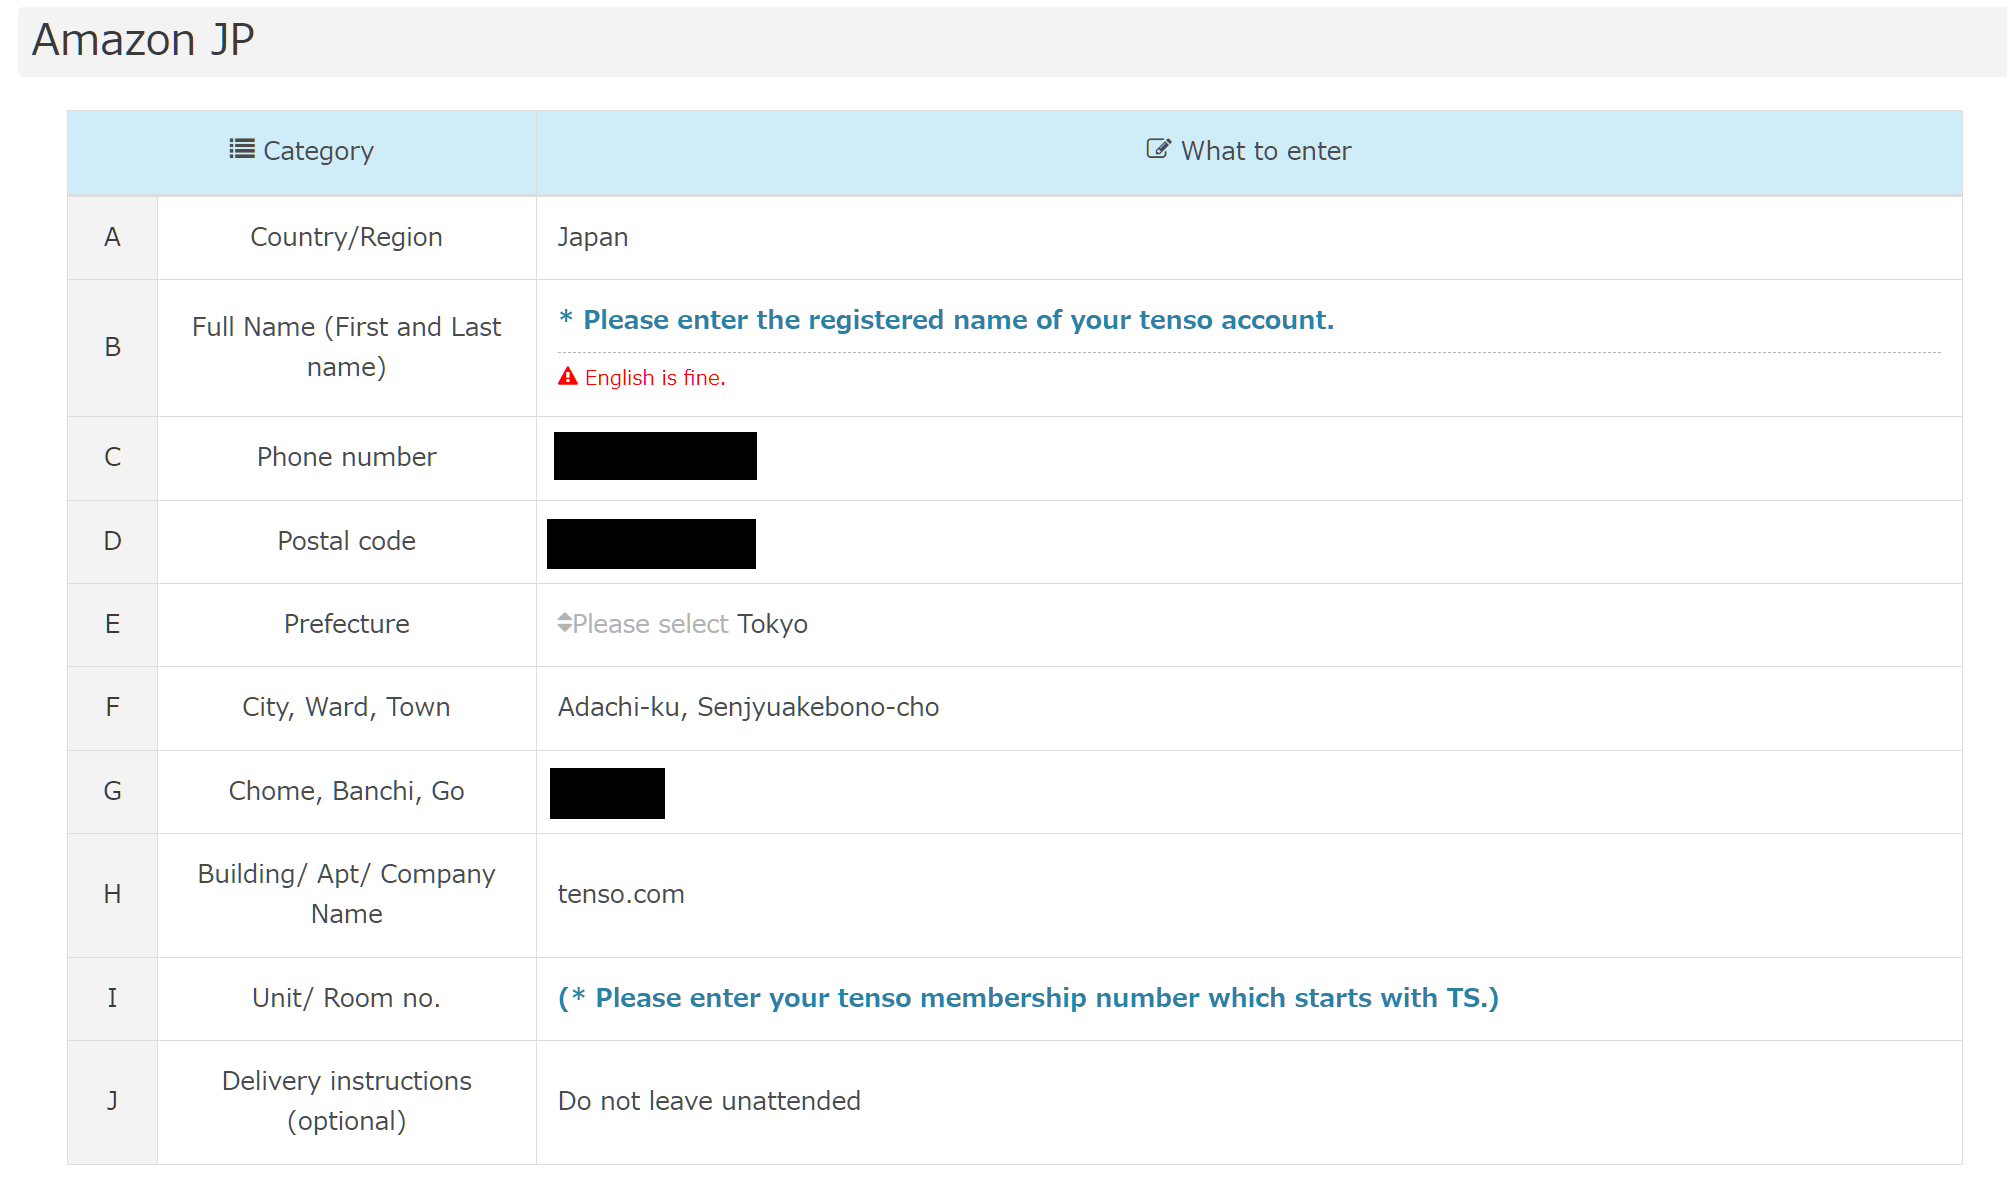 Amazon JP
Category
What to enter
A
Country/Region
Japan
B
Full Name (First and Last
name)
* Please enter the registered name of your tenso account.
English is fine.
C
Phone number
D
Postal code
E
Prefecture
Please select Tokyo
F
City, Ward, Town
Adachi-ku, Senjyuakebono-cho
G
Chome, Banchi, Go
H
Building/ Apt/ Company
Name
tenso.com
I
Unit/ Room no.
(* Please enter your tenso membership number which starts with TS.)
J
Delivery instructions
(optional)
Do not leave unattended